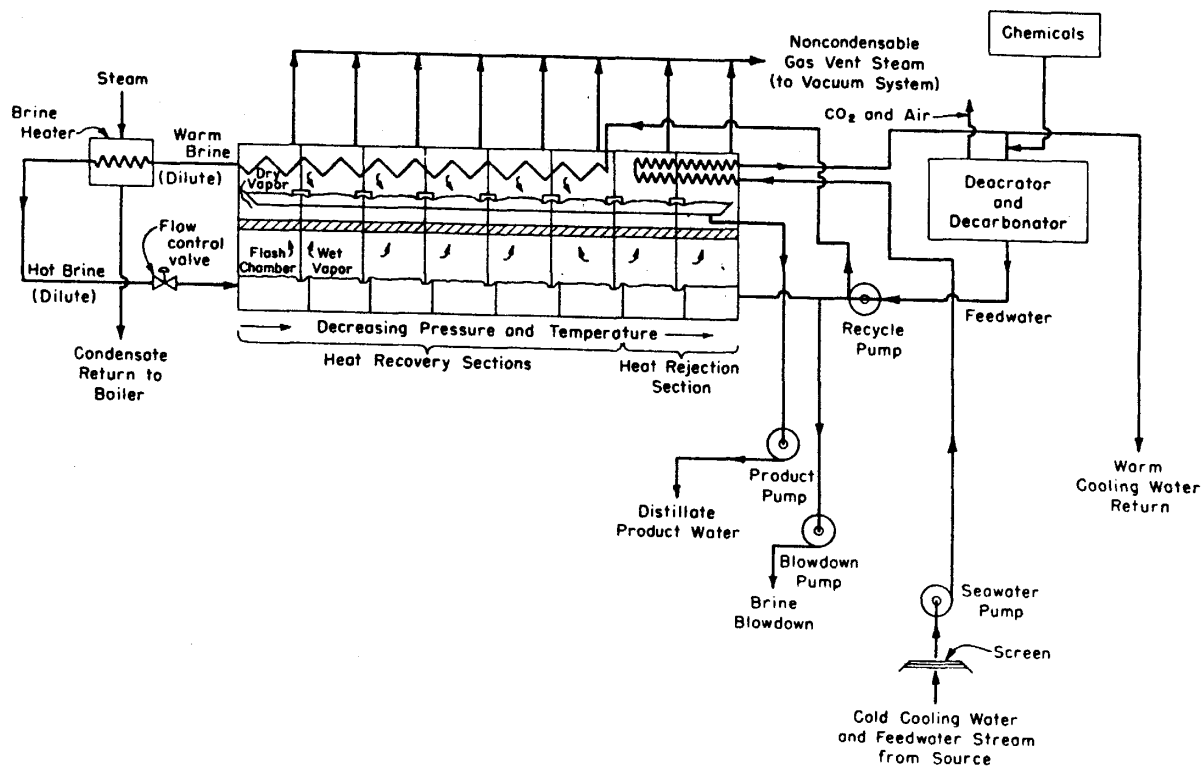 Chemicals
Noncondensable
Gas Vent Steam
(to Vacuum System)
CO₂ and Air
Steam
Brine
Heater
Warm
Brine
(Dilute)
Dry
Vapor
Deacrator
and
Decarbonator
Flow
control
valve
Flash
Chamber
Wet
Vapor
Hot Brine
(Dilute)
Decreasing Pressure and Temperature
Heat Recovery Sections
Heat Rejection
Section
Recycle
Pump
Feedwater
Condensate
Return to
Boiler
Product
Pump
Distillate
Product Water
Warm
Cooling Water
Return
Blowdown
Pump
Brine
Blowdown
Seawater
Pump
Screen
Cold Cooling Water
and Feedwater Stream
from Source